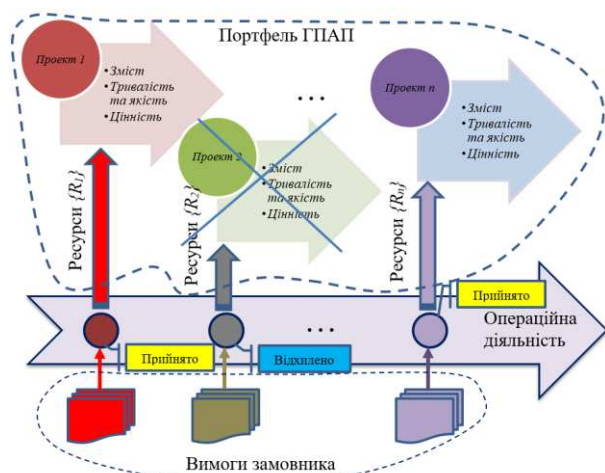 Портфель ГПАП
Проект 1
• Зміст
• Тривалість
та якість
• Цінність
...
Проект 2
• Зміст
• Тривалість
та якість
• Цінність
Проект n
• Зміст
• Тривалість
та якість
• Цінність
Ресурси {R1}
Ресурси {R2}
Ресурси {Rn}
Прийнято
Операційна
діяльність
...
Прийнято
Відхилено
Вимоги замовника